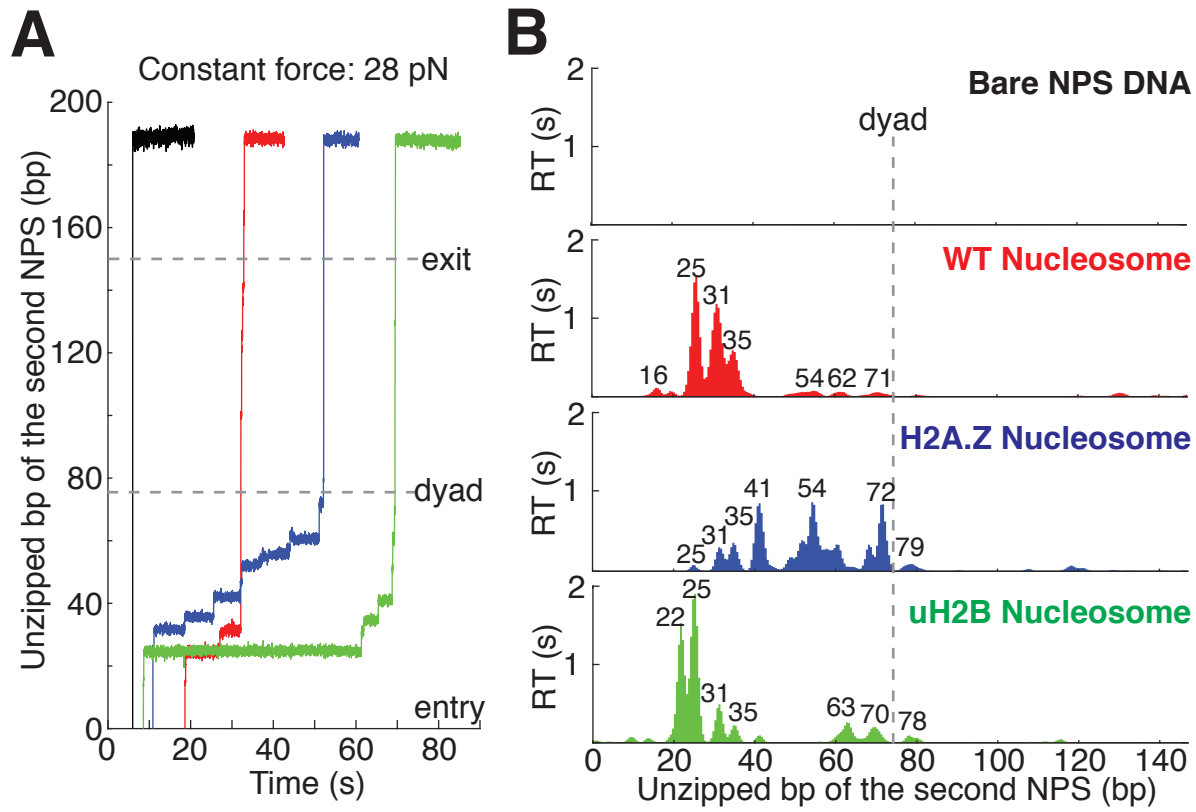 A
Constant force: 28 pN
Unzipped bp of the second NPS (bp)
200
160
120
80
40
0
exit
dyad
entry
0 20 40 60 80
Time (s)
B
Bare NPS DNA
dyad
RT (s)
2
1
WT Nucleosome
RT (s)
2
1
16 25 31 35 54 62 71
H2A.Z Nucleosome
RT (s)
2
1
25 31 35 41 54 72 79
uH2B Nucleosome
RT (s)
2
1
22 25 31 35 63 70 78
0 20 40 60 80 100 120 140
Unzipped bp of the second NPS (bp)